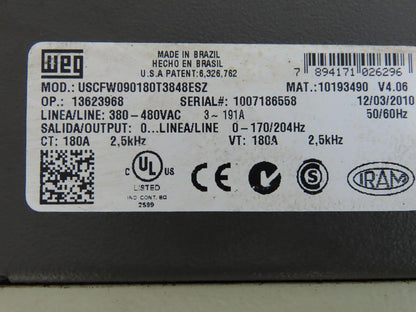 WEG
MADE IN BRAZIL
HECHO EN BRASIL
U.S.A PATENT: 6,326,762
7 894171 026296
MOD.: USCFW090180T3848ESZ MAT.:10193490 V4.06
OP.: 13623968 SERIAL#: 1007186558 12/03/2010
LINEA/LINE: 380-480VAC 3~ 191A 50/60Hz
SALIDA/OUTPUT: 0...LINEA/LINE 0-170/204Hz
CT: 180A 2,5kHz VT: 180A 2,5kHz
C UL US
LISTED
IND CONT. EQ
2599
S
CE
IRAM